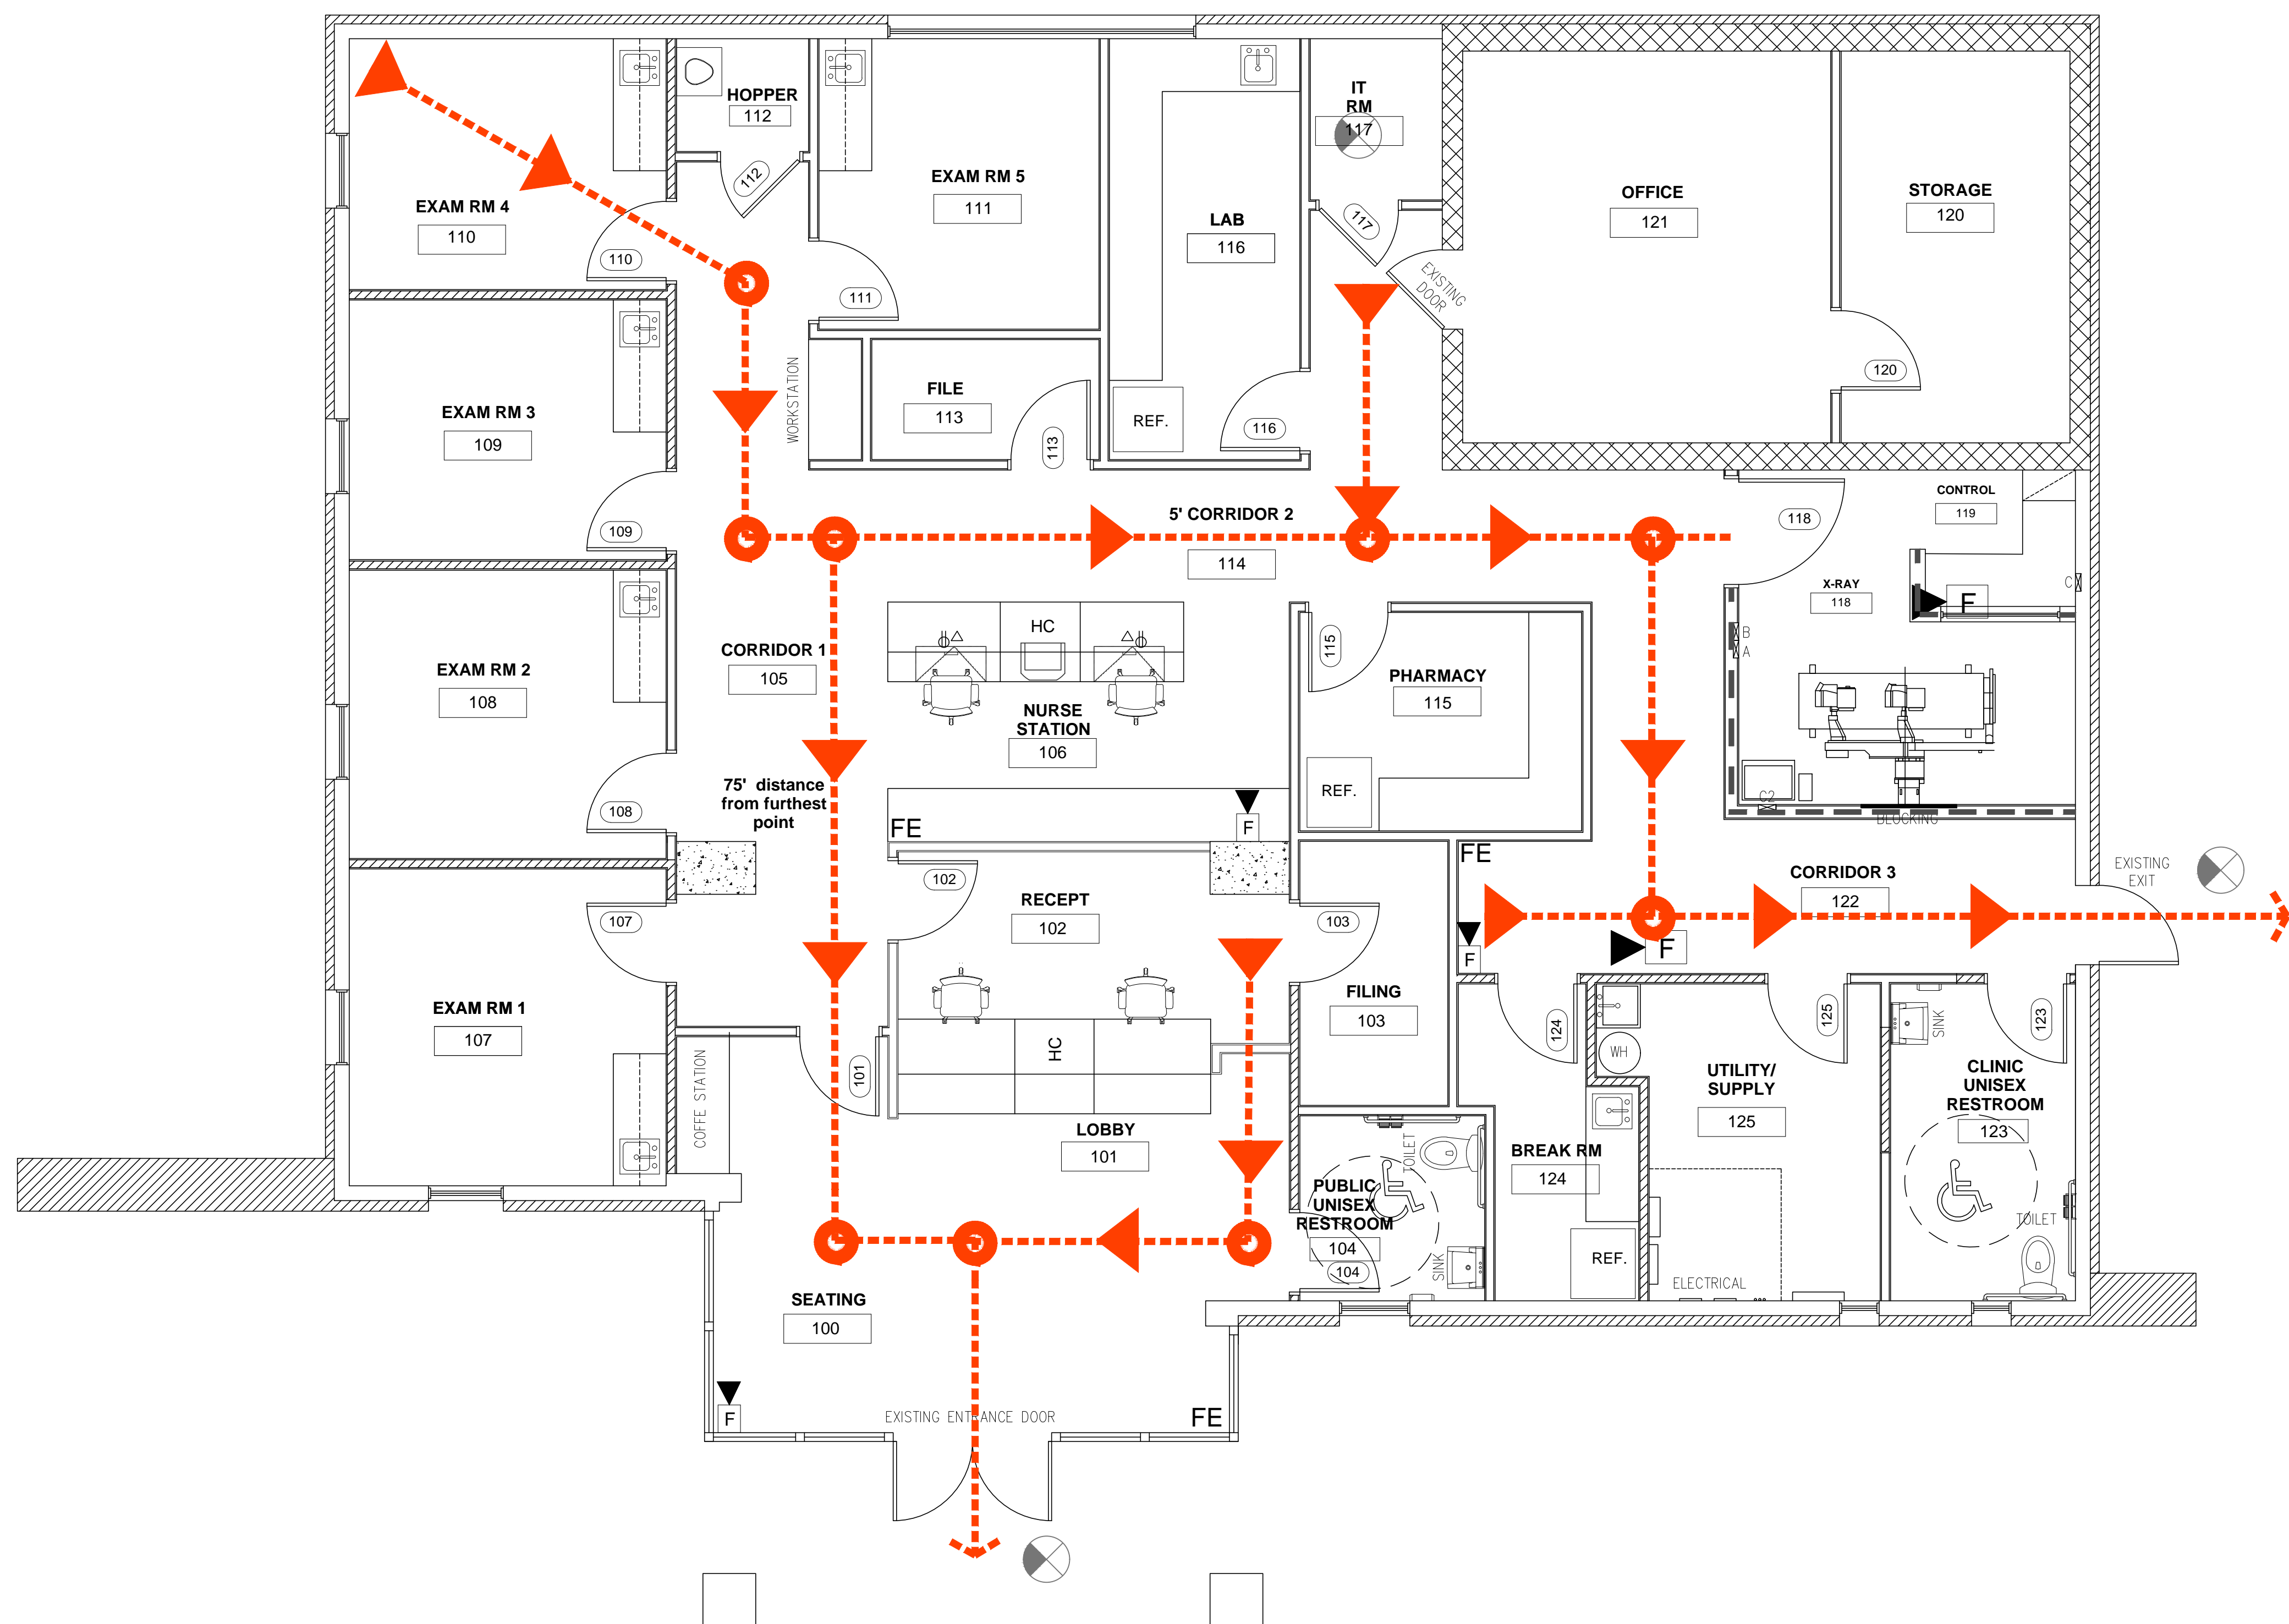 HOPPER
112
112
EXAM RM 4
110
110
EXAM RM 5
111
111
LAB
116
116
REF.
IT
RM
117
117
EXISTING
DOOR
OFFICE
121
STORAGE
120
120
EXAM RM 3
109
109
WORKSTATION
FILE
113
113
5' CORRIDOR 2
114
CONTROL
119
118
X-RAY
118
F
C
B
A
C2
BLOCKING
EXAM RM 2
108
108
CORRIDOR 1
105
HC
NURSE
STATION
106
115
PHARMACY
115
REF.
75' distance
from furthest
point
FE
F
FE
102
RECEPT
102
103
FILING
103
CORRIDOR 3
122
EXISTING
EXIT
F
F
107
EXAM RM 1
107
COFFE STATION
101
HC
LOBBY
101
124
WH
UTILITY/
SUPPLY
125
125
SINK
123
CLINIC
UNISEX
RESTROOM
123
TOILET
TOILET
PUBLIC
UNISEX
RESTROOM
104
104
SINK
BREAK RM
124
REF.
ELECTRICAL
SEATING
100
F
EXISTING ENTRANCE DOOR
FE